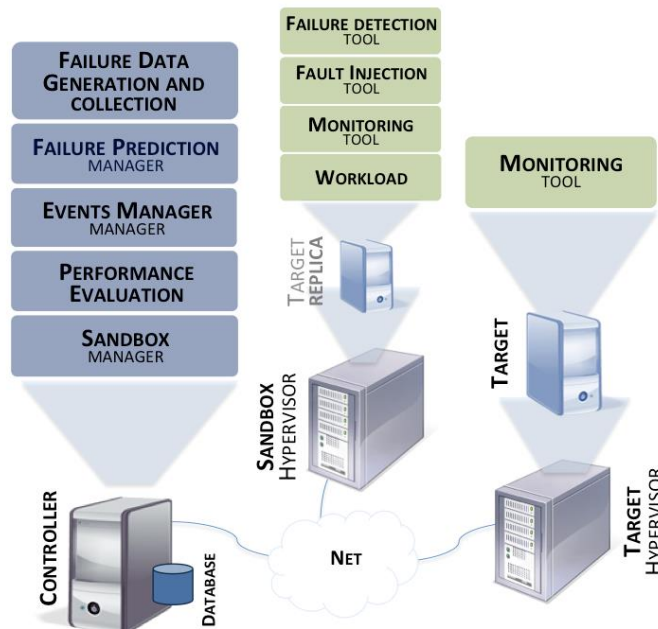 FAILURE DATA
GENERATION AND
COLLECTION
FAILURE PREDICTION
MANAGER
EVENTS MANAGER
MANAGER
PERFORMANCE
EVALUATION
SANDBOX
MANAGER
CONTROLLER
DATABASE
FAILURE DETECTION
TOOL
FAULT INJECTION
TOOL
MONITORING
TOOL
WORKLOAD
TARGET
REPLICA
SANDBOX
HYPERVISOR
NET
MONITORING
TOOL
TARGET
TARGET
HYPERVISOR